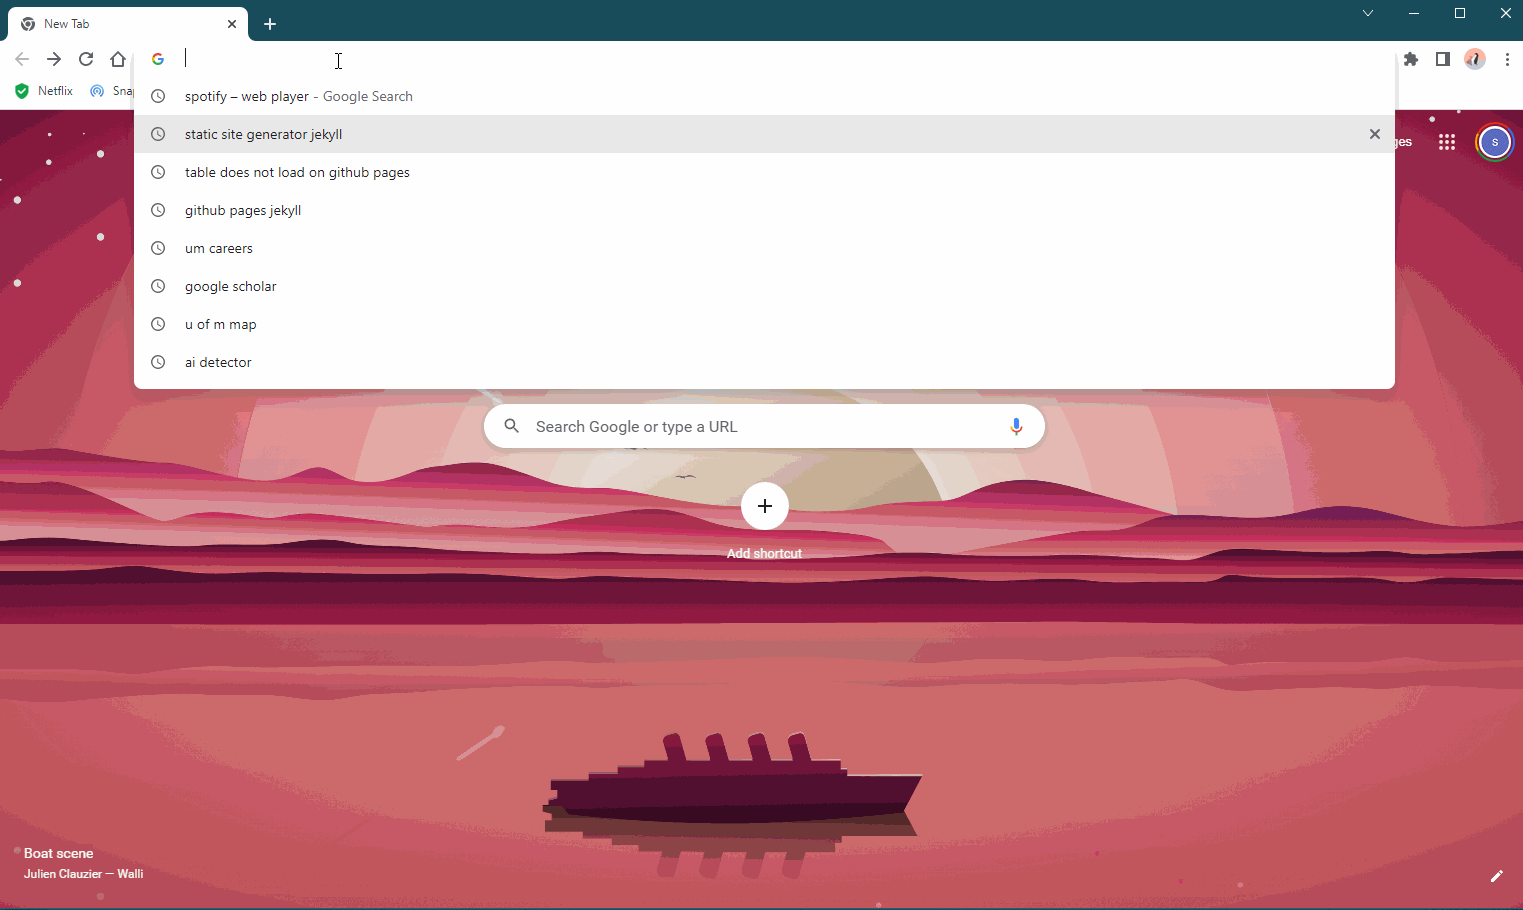 New Tab
Netflix
Snap
spotify – web player - Google Search
static site generator jekyll
table does not load on github pages
github pages jekyll
um careers
google scholar
u of m map
ai detector
ges
S
Search Google or type a URL
Add shortcut
Boat scene
Julien Clauzier — Walli